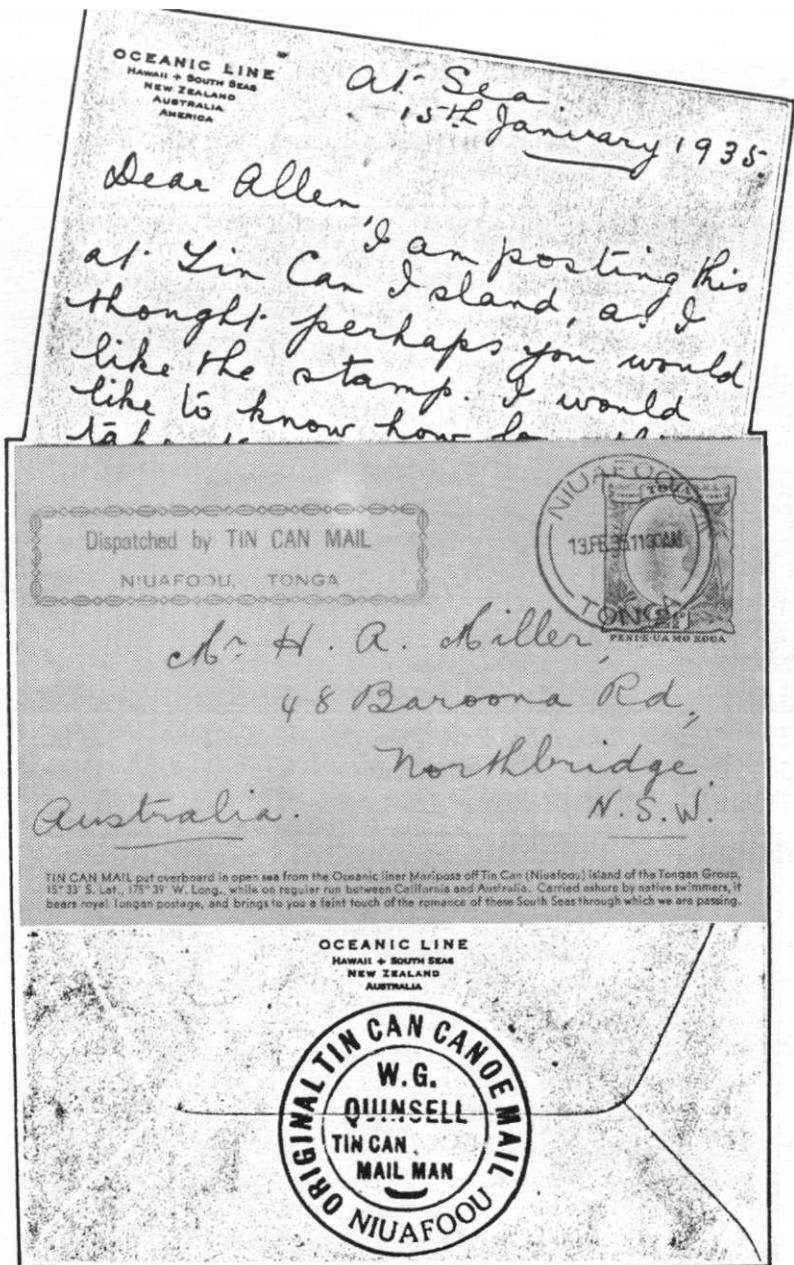 OCEANIC LINE
HAWAII + SOUTH SEAS
NEW ZEALAND
AUSTRALIA
AMERICA
At Sea.
15th January 1935.
Dear Allen,
I am posting this
at Tin Can Island, as I
thought perhaps you would
like the stamp. I would
like to know how
Dispatched by TIN CAN MAIL
NIUAFOOU, TONGA
NIUAFOOU
13.FE.35.1130AM
TONGA
Mr H. A. Miller,
48 Baroona Rd,
Northbridge.
Australia. N.S.W.
TIN CAN MAIL put overboard in open sea from the Oceanic liner Mariposa off Tin Can (Niuafoou) island of the Tongan Group,
15° 33' S. Lat., 175° 39' W. Long., while on regular run between California and Australia. Carried ashore by native swimmers, it
bears royal Tongan postage, and brings to you a faint touch of the romance of these South Seas through which we are passing.
OCEANIC LINE
HAWAII + SOUTH SEAS
NEW ZEALAND
AUSTRALIA
ORIGINAL TIN CAN CANOE MAIL
W.G.
QUINSELL
TIN CAN
MAIL MAN
NIUAFOOU